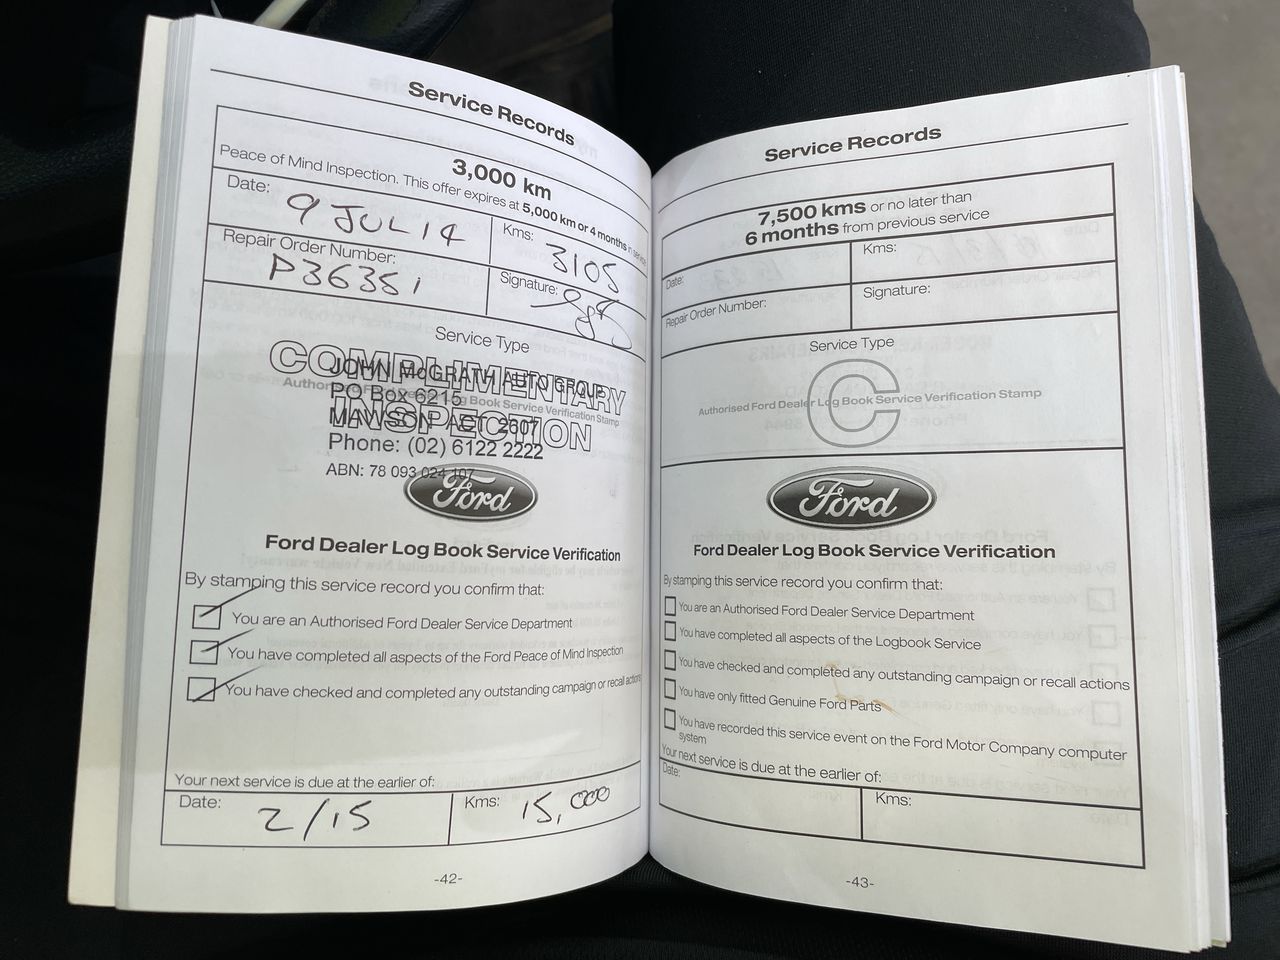 Service Records
3,000 km
Peace of Mind Inspection. This offer expires at 5,000 km or 4 months in service
Date: 9 JUL 14
Kms: 3105
Repair Order Number: P36351
Signature:
Service Type
COMPLIMENTARY
INSPECTION
Authorised Ford Dealer Log Book Service Verification Stamp
JOHN McGRATH AUTO GROUP
PO Box 6215
MAWSON ACT 2607
Phone: (02) 6122 2222
ABN: 78 093 024 107
Ford
Ford Dealer Log Book Service Verification
By stamping this service record you confirm that:
You are an Authorised Ford Dealer Service Department
You have completed all aspects of the Ford Peace of Mind Inspection
You have checked and completed any outstanding campaign or recall actions
Your next service is due at the earlier of:
Date: 2/15
Kms: 15,000
-42-
Service Records
7,500 kms or no later than
6 months from previous service
Date:
Kms:
Repair Order Number:
Signature:
Service Type
C
Authorised Ford Dealer Log Book Service Verification Stamp
Ford
Ford Dealer Log Book Service Verification
By stamping this service record you confirm that:
You are an Authorised Ford Dealer Service Department
You have completed all aspects of the Logbook Service
You have checked and completed any outstanding campaign or recall actions
You have only fitted Genuine Ford Parts
You have recorded this service event on the Ford Motor Company computer
system
Your next service is due at the earlier of:
Date:
Kms:
-43-